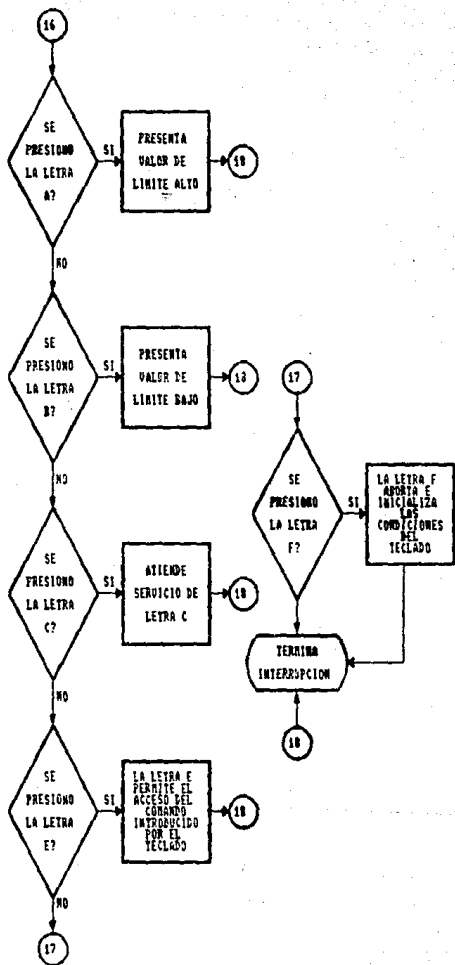 16
SE
PRESIONO
LA LETRA
A?
SI
PRESENTA
VALOR DE
LIMITE ALTO
18
NO
SE
PRESIONO
LA LETRA
B?
SI
PRESENTA
VALOR DE
LIMITE BAJO
18
NO
SE
PRESIONO
LA LETRA
C?
SI
ATIENDE
SERVICIO DE
LETRA C
18
NO
SE
PRESIONO
LA LETRA
E?
SI
LA LETRA E
PERMITE EL
ACCESO DEL
COMANDO
INTRODUCIDO
POR EL
TECLADO
18
NO
17
17
SE
PRESIONO
LA LETRA
F?
SI
LA LETRA F
ABORTA E
INICIALIZA
LAS
CONDICIONES
DEL
TECLADO
TERMINA
INTERRUPCION
18